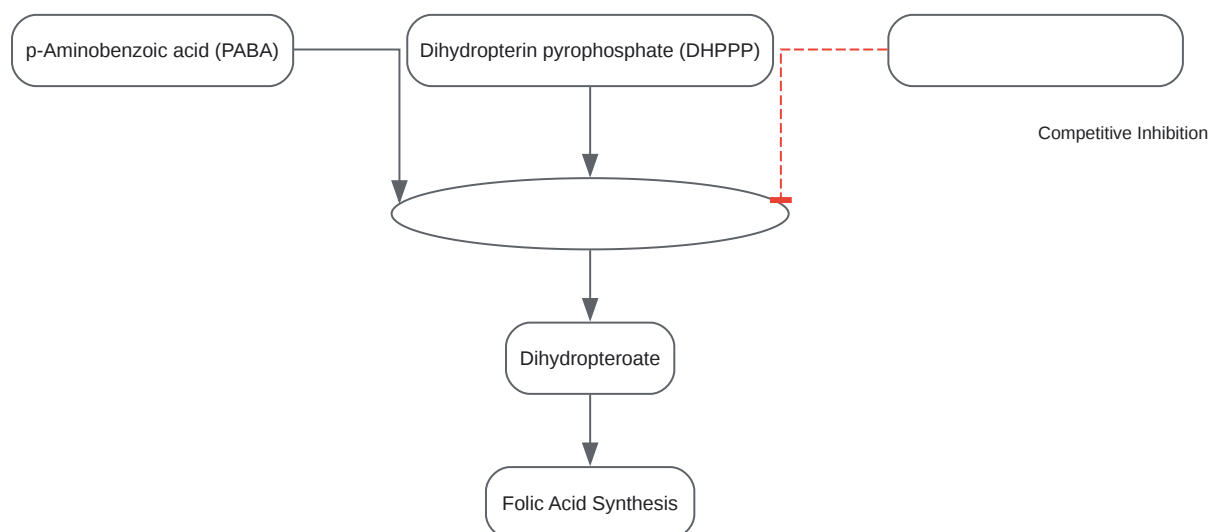 p-Aminobenzoic acid (PABA)
Dihydropterin pyrophosphate (DHPPP)
Competitive Inhibition
Dihydropteroate
Folic Acid Synthesis